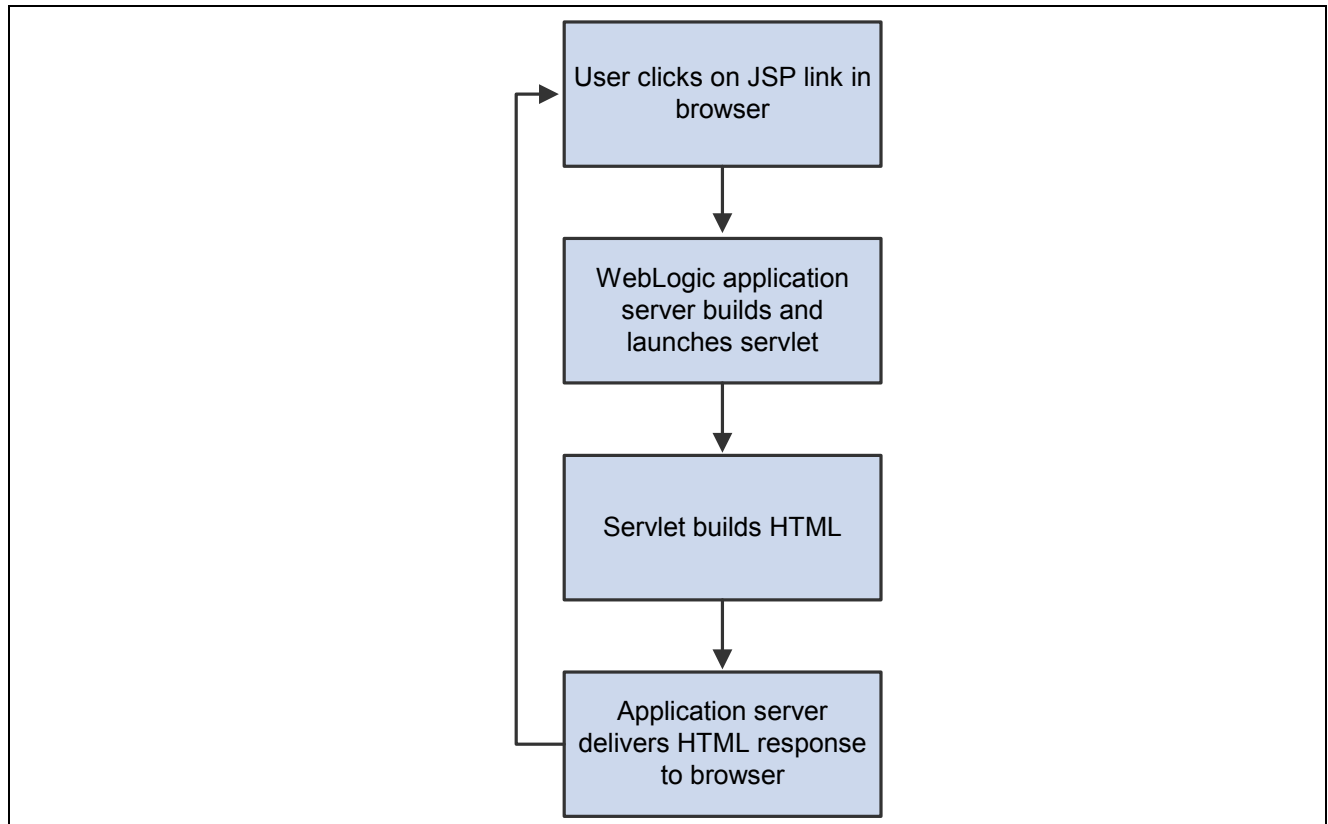 User clicks on JSP link in
browser
WebLogic application
server builds and
launches servlet
Servlet builds HTML
Application server
delivers HTML response
to browser